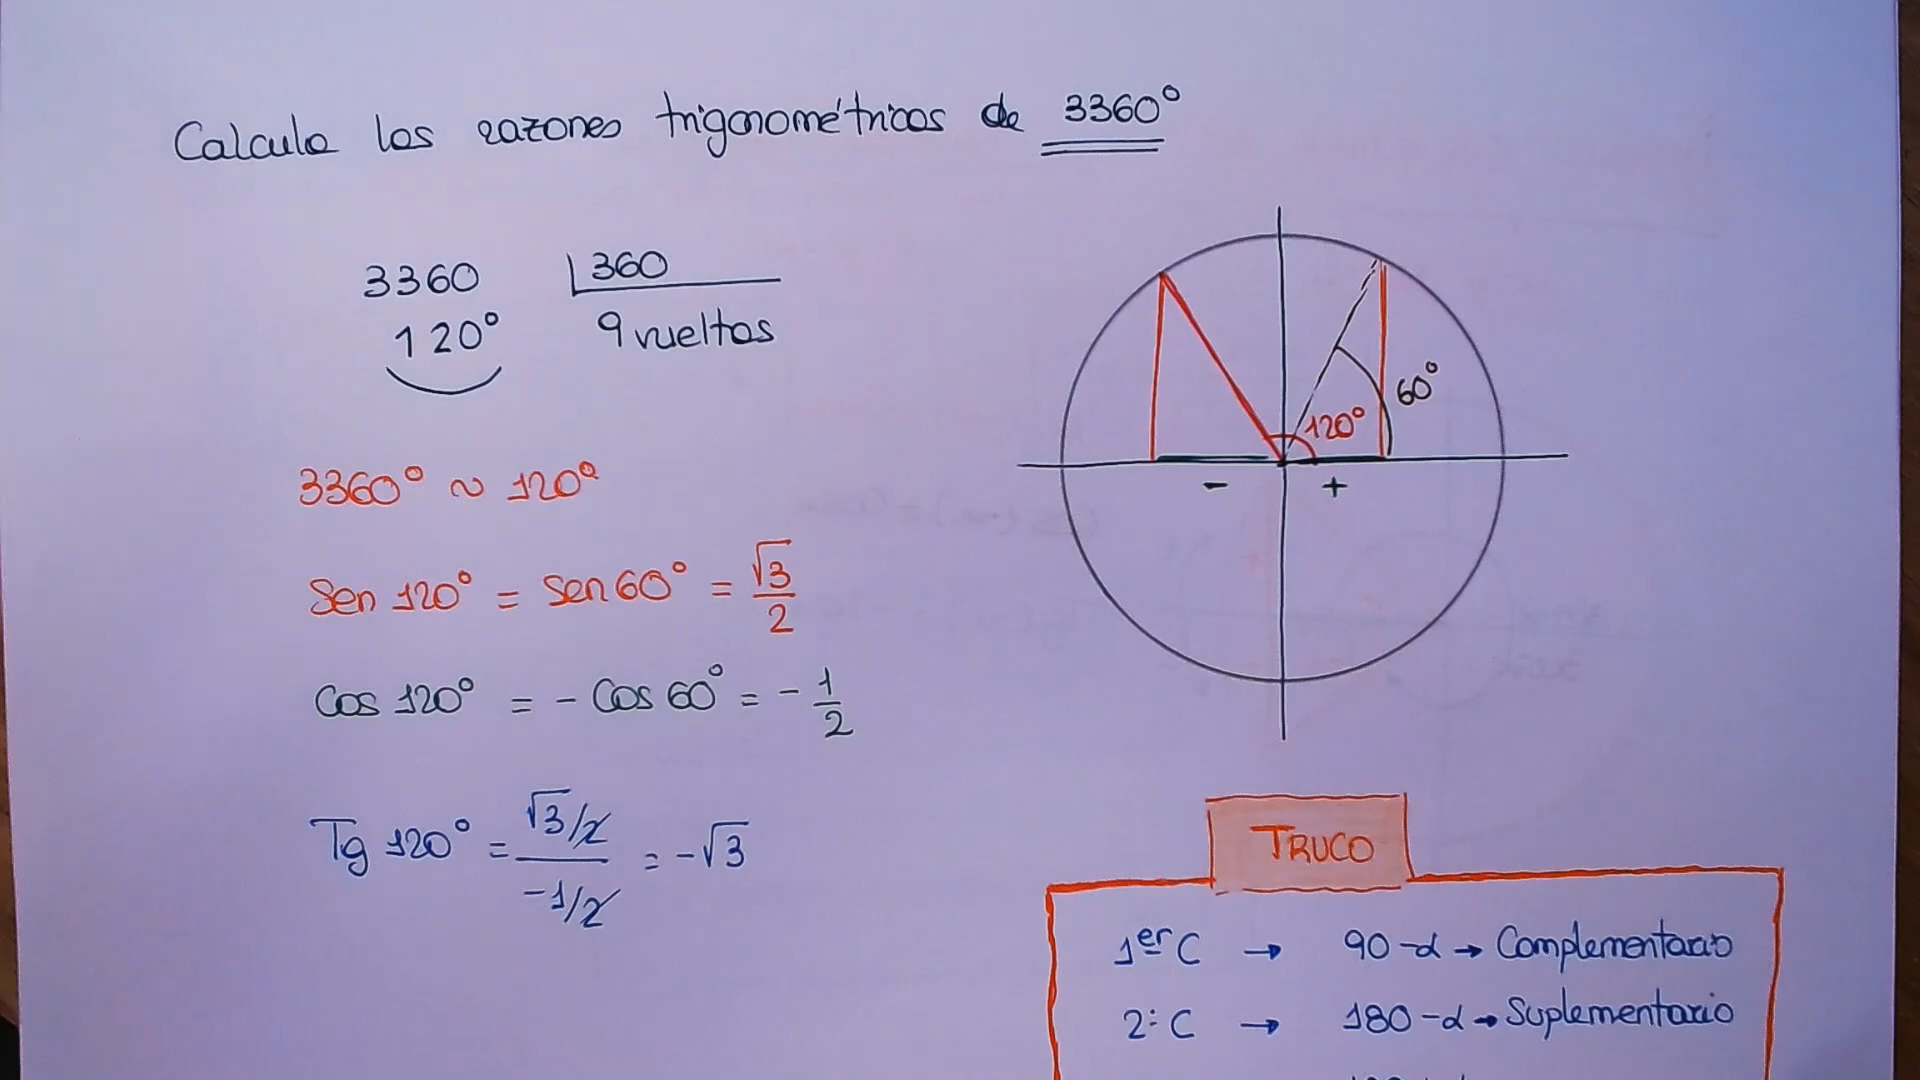 Calcula las razones trigonométricas de 3360°
3360 360
120° 9 vueltas
3360° ~ 120°
Sen 120° = Sen 60° = √3/2
Cos 120° = - Cos 60° = - 1/2
Tg 120° = √3/2 / -1/2 = -√3
120°
60°
- +
TRUCO
1er C → 90-α → Complementario
2º C → 180-α → Suplementario